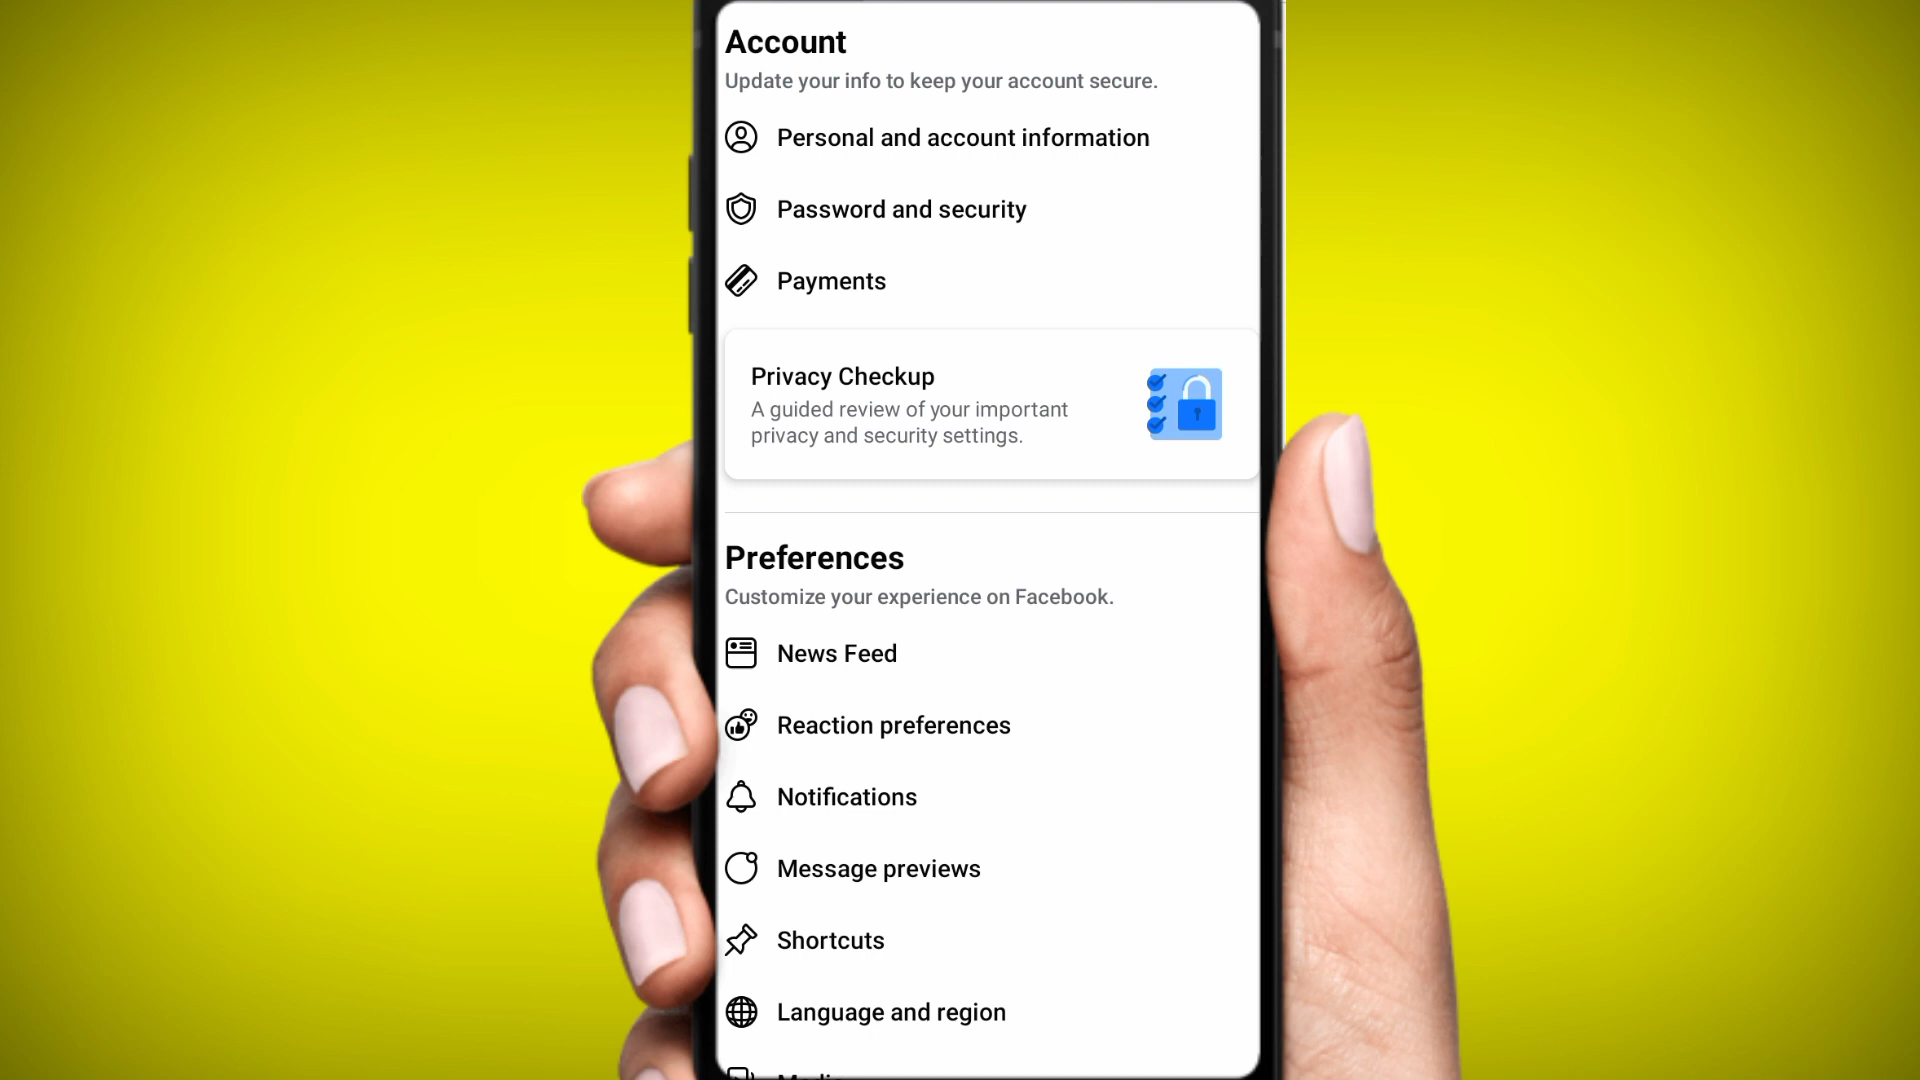 Account
Update your info to keep your account secure.
Personal and account information
Password and security
Payments
Privacy Checkup
A guided review of your important
privacy and security settings.
Preferences
Customize your experience on Facebook.
News Feed
Reaction preferences
Notifications
Message previews
Shortcuts
Language and region